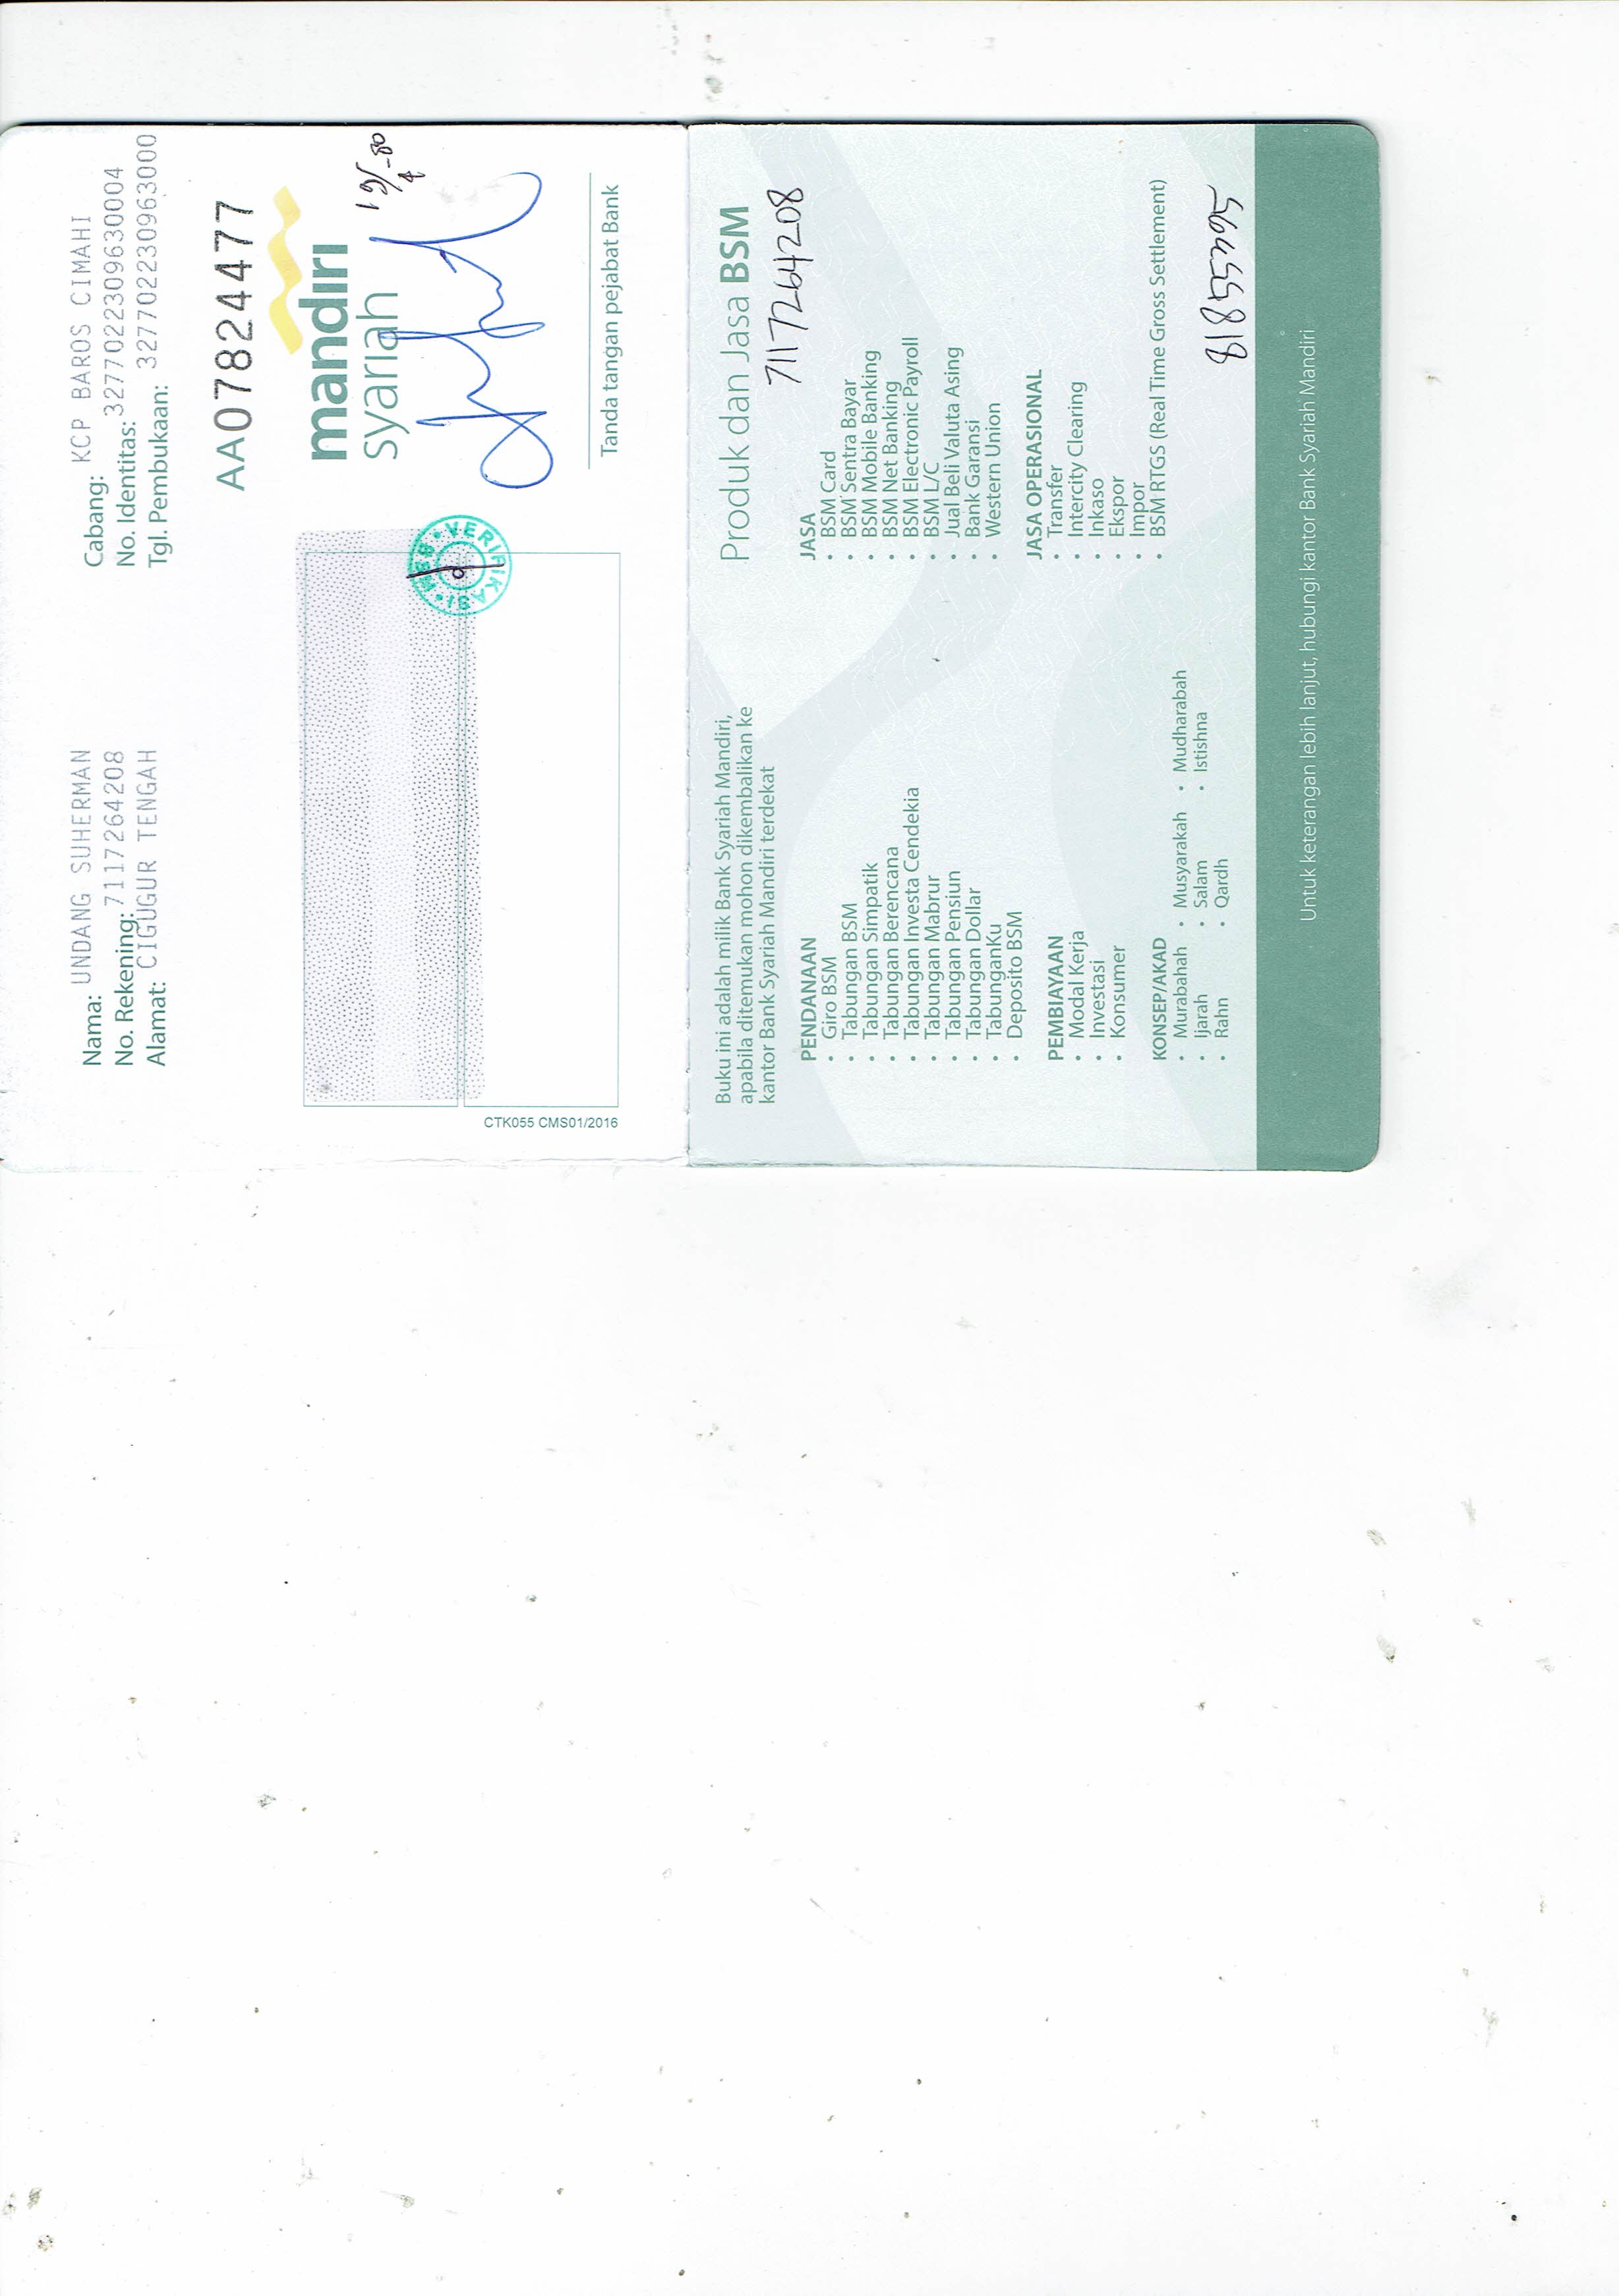 Nama: UNDANG SUHERMAN
No. Rekening: 7117264208
Alamat: CIGUGUR TENGAH
Cabang: KCP BAROS CIMAHI
No. Identitas: 3277022309630004
Tgl. Pembukaan: 3277022309963000
AA07824477
mandiri
syariah
VERIFIKASI
Tanda tangan pejabat Bank
CTK055 CMS01/2016
Buku ini adalah milik Bank Syariah Mandiri,
apabila ditemukan mohon dikembalikan ke
kantor Bank Syariah Mandiri terdekat
PENDANAAN
• Giro BSM
• Tabungan BSM
• Tabungan Simpatik
• Tabungan Berencana
• Tabungan Investa Cendekia
• Tabungan Mabrur
• Tabungan Pensiun
• Tabungan Dollar
• TabunganKu
• Deposito BSM
PEMBIAYAAN
• Modal Kerja
• Investasi
• Konsumer
KONSEP/AKAD
• Murabahah • Musyarakah • Mudharabah
• Ijarah • Salam • Istishna
• Rahn • Qardh
Produk dan Jasa BSM
7117264208
JASA
• BSM Card
• BSM Sentra Bayar
• BSM Mobile Banking
• BSM Net Banking
• BSM Electronic Payroll
• BSM L/C
• Jual Beli Valuta Asing
• Bank Garansi
• Western Union
JASA OPERASIONAL
• Transfer
• Intercity Clearing
• Inkaso
• Ekspor
• Impor
• BSM RTGS (Real Time Gross Settlement)
Untuk keterangan lebih lanjut, hubungi kantor Bank Syariah Mandiri